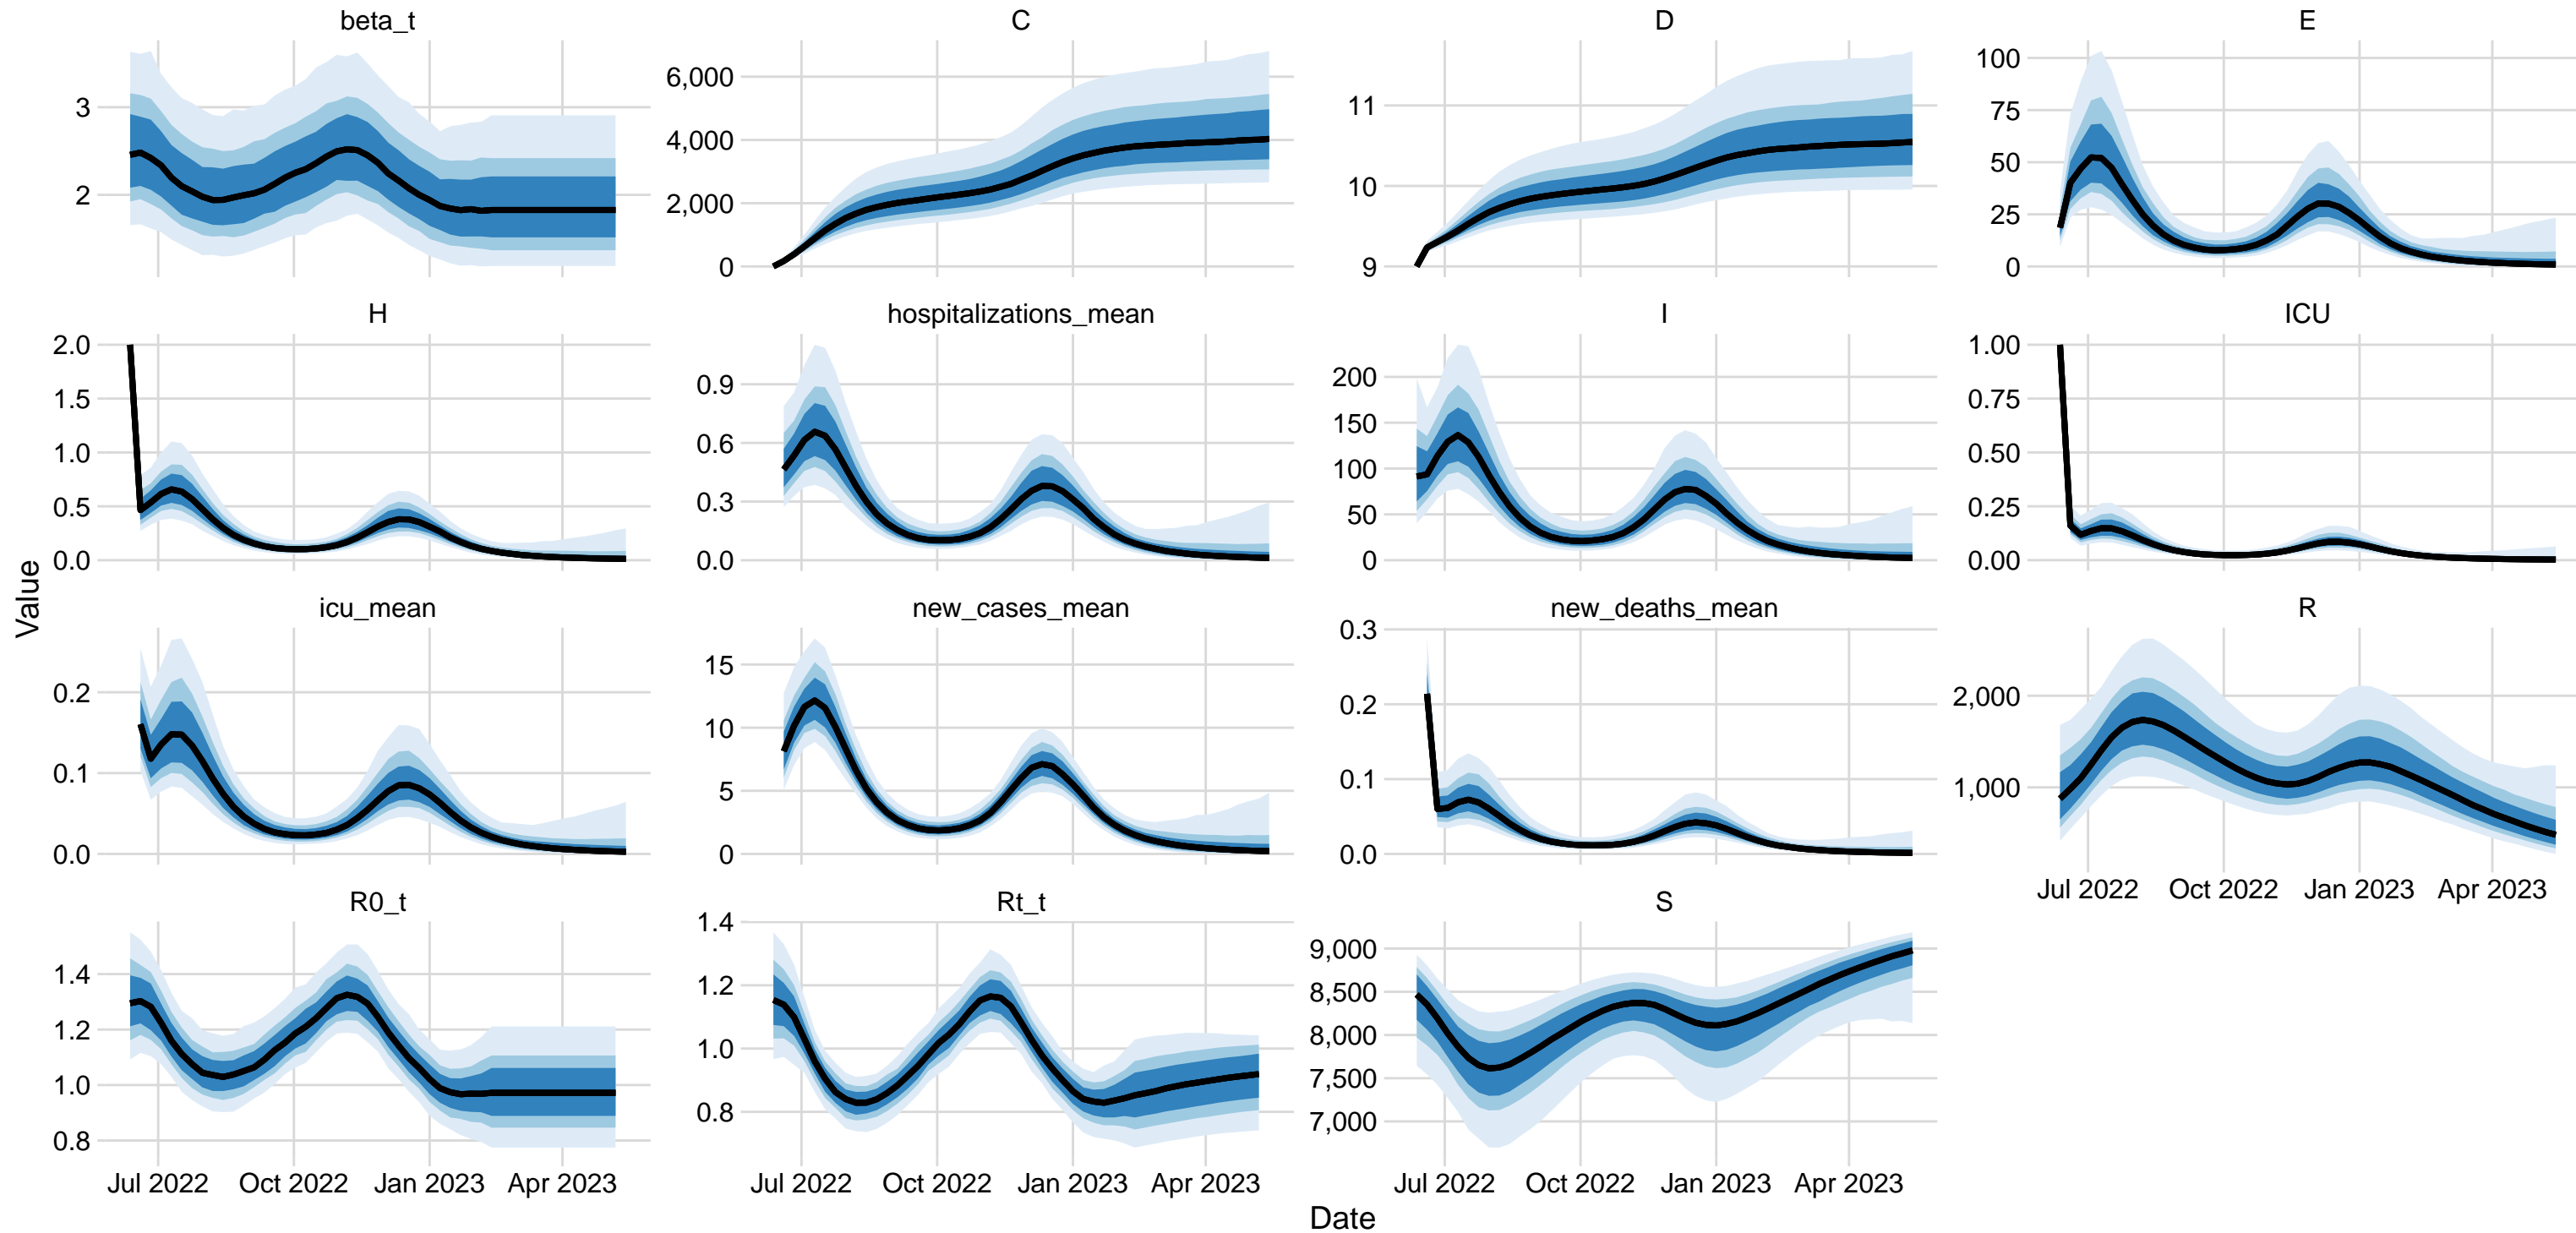 beta_t
C
D
E
3
2
6,000
4,000
2,000
0
11
10
9
100
75
50
25
0
H
hospitalizations_mean
I
ICU
2.0
1.5
1.0
0.5
0.0
0.9
0.6
0.3
0.0
200
150
100
50
0
1.00
0.75
0.50
0.25
0.00
Value
icu_mean
new_cases_mean
new_deaths_mean
R
0.2
0.1
0.0
15
10
5
0
0.3
0.2
0.1
0.0
2,000
1,000
Jul 2022 Oct 2022 Jan 2023 Apr 2023
R0_t
Rt_t
S
1.4
1.2
1.0
0.8
1.4
1.2
1.0
0.8
9,000
8,500
8,000
7,500
7,000
Jul 2022 Oct 2022 Jan 2023 Apr 2023
Jul 2022 Oct 2022 Jan 2023 Apr 2023
Jul 2022 Oct 2022 Jan 2023 Apr 2023
Date